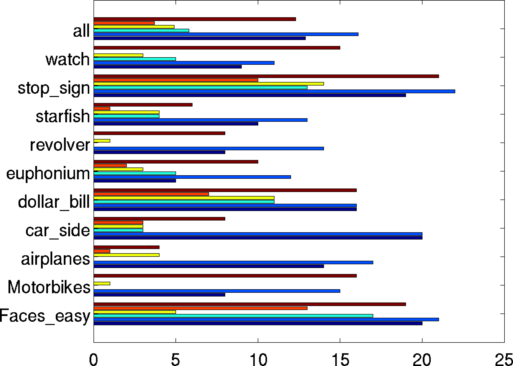 all
watch
stop_sign
starfish
revolver
euphonium
dollar_bill
car_side
airplanes
Motorbikes
Faces_easy
0 5 10 15 20 25